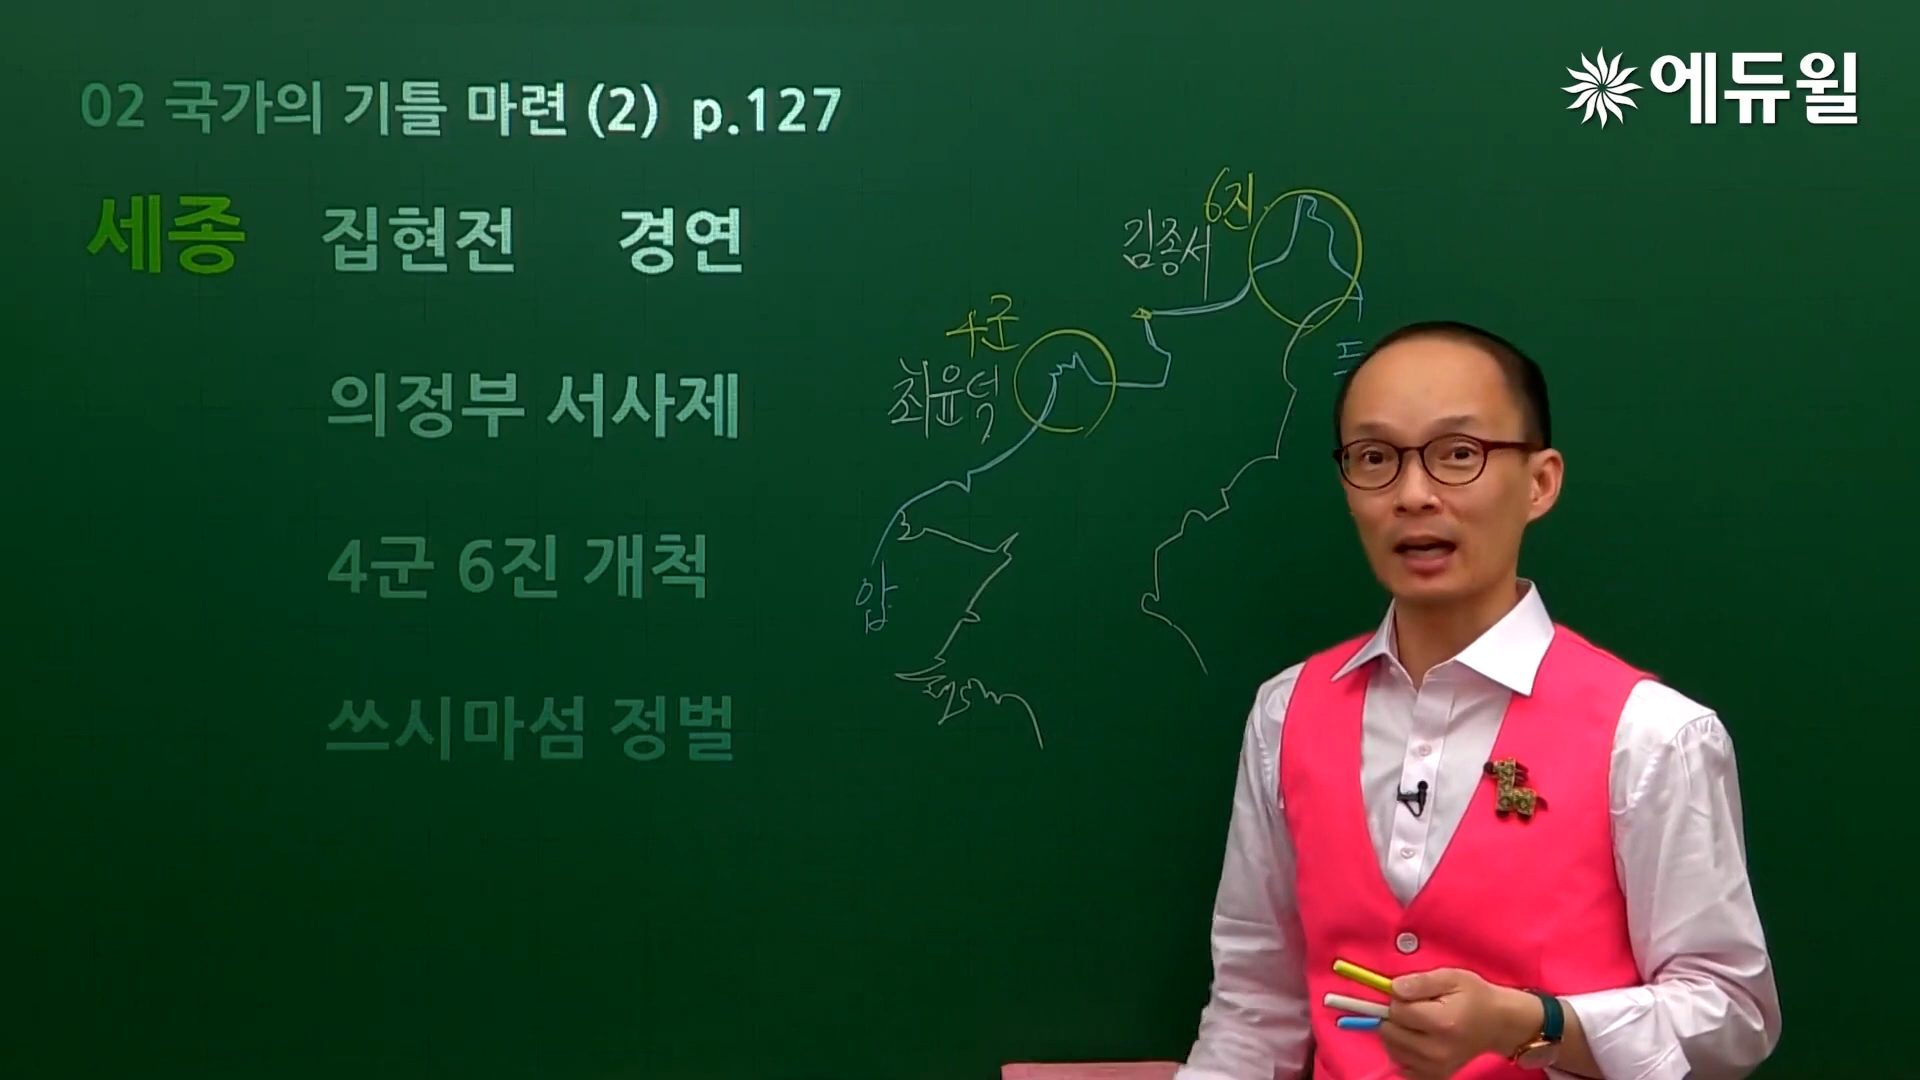 02 국가의 기틀 마련 (2) p.127
에듀윌
세종 집현전 경연
의정부 서사제
4군 6진 개척
쓰시마섬 정벌
6진
김종서
4군
최윤덕
두
압